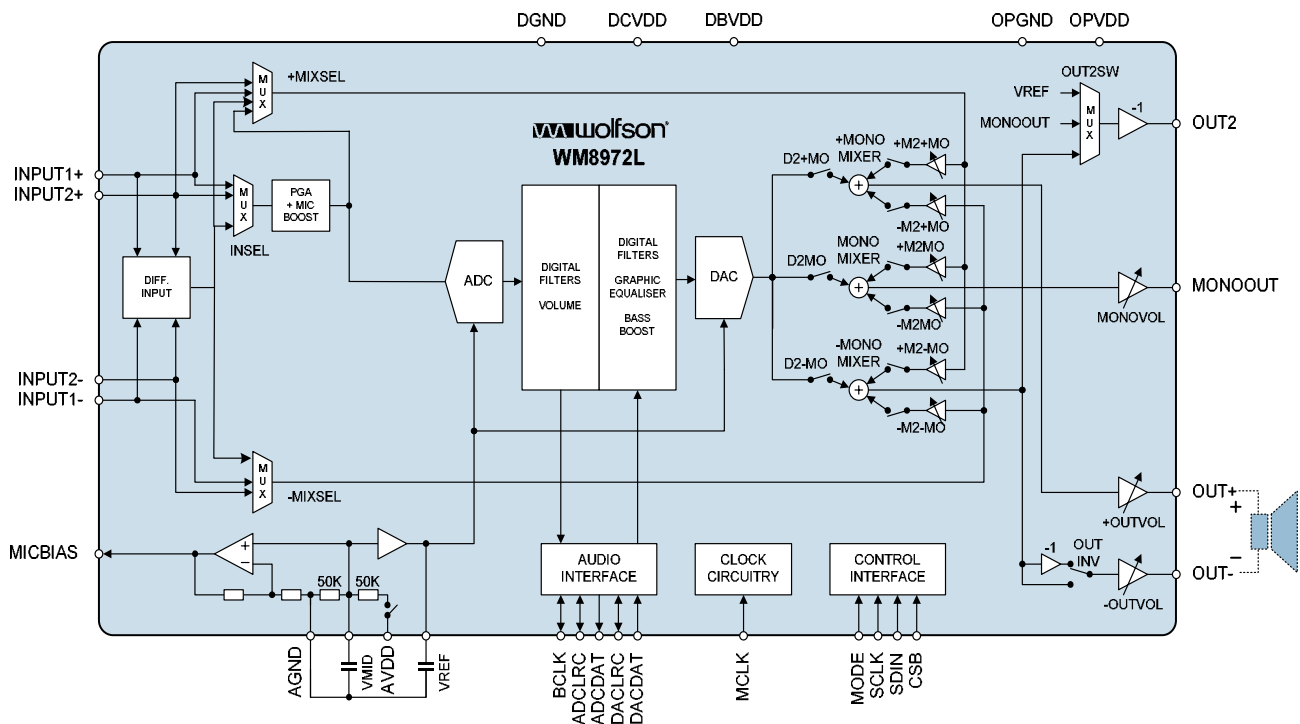 DGND
DCVDD
DBVDD
OPGND
OPVDD
+MIXSEL
MUX
OUT2SW
VREF
MUX
-1
MONOOUT
OUT2
wolfson
WM8972L
+MONO
MIXER
+M2+MO
D2+MO
-M2+MO
INPUT1+
INPUT2+
MUX
INSEL
PGA
+ MIC
BOOST
DIFF.
INPUT
ADC
DIGITAL
FILTERS
VOLUME
DIGITAL
FILTERS
GRAPHIC
EQUALISER
BASS
BOOST
DAC
MONO
MIXER
+M2MO
D2MO
-M2MO
MONOOUT
MONOVOL
-MONO
MIXER
+M2-MO
D2-MO
-M2-MO
INPUT2-
INPUT1-
MUX
-MIXSEL
OUT+
+
+OUTVOL
MICBIAS
+
-
50K
50K
AUDIO
INTERFACE
CLOCK
CIRCUITRY
CONTROL
INTERFACE
-1
OUT
INV
–
OUT-
-OUTVOL
AGND
VMID
AVDD
VREF
BCLK
ADCLRC
ADCDAT
DACLRC
DACDAT
MCLK
MODE
SCLK
SDIN
CSB